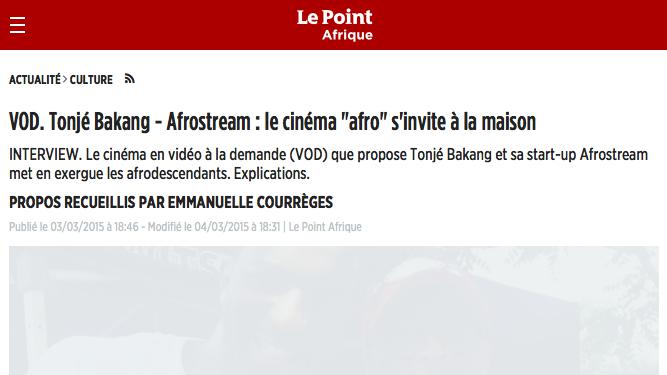 Le Point
Afrique
ACTUALITÉ > CULTURE
VOD. Tonjé Bakang - Afrostream : le cinéma "afro" s'invite à la maison
INTERVIEW. Le cinéma en vidéo à la demande (VOD) que propose Tonjé Bakang et sa start-up Afrostream
met en exergue les afrodescendants. Explications.
PROPOS RECUEILLIS PAR EMMANUELLE COURRÈGES
Publié le 03/03/2015 à 18:46 - Modifié le 04/03/2015 à 18:31 | Le Point Afrique